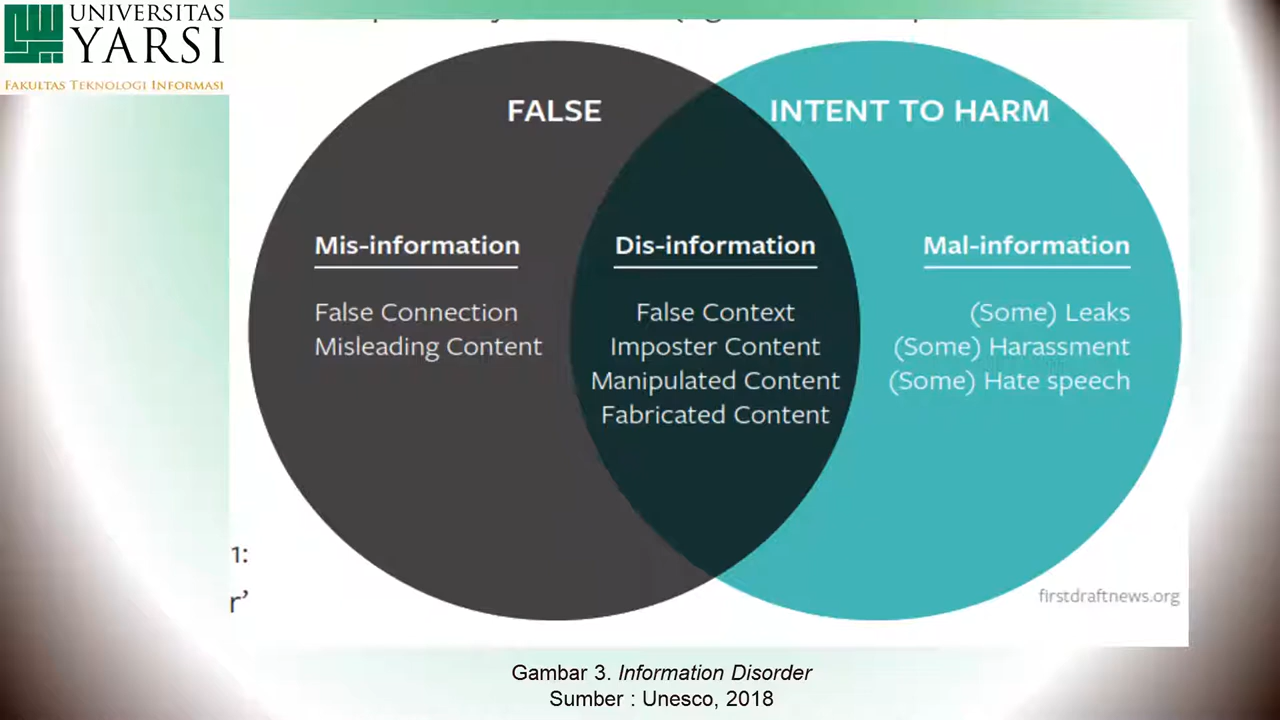 UNIVERSITAS
YARSI
FAKULTAS TEKNOLOGI INFORMASI
FALSE
INTENT TO HARM
Mis-information
False Connection
Misleading Content
Dis-information
False Context
Imposter Content
Manipulated Content
Fabricated Content
Mal-information
(Some) Leaks
(Some) Harassment
(Some) Hate speech
1:
r’
firstdraftnews.org
Gambar 3. Information Disorder
Sumber : Unesco, 2018